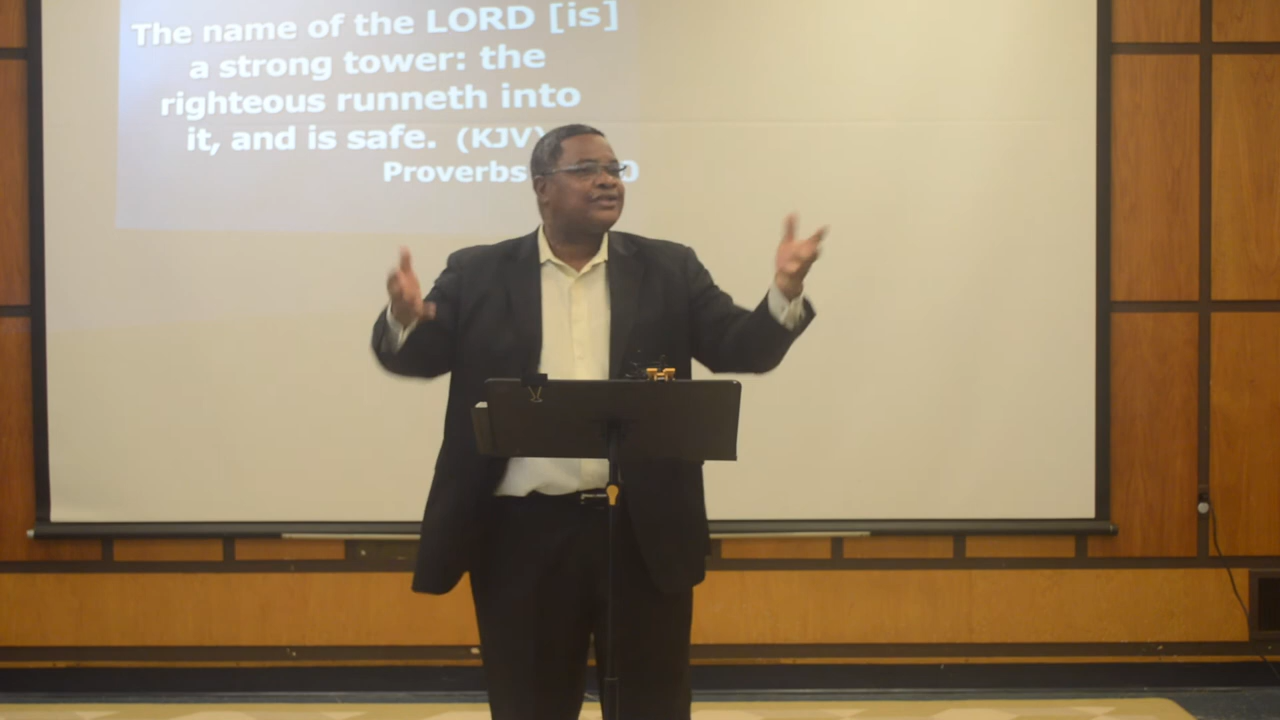 The name of the LORD [is]
a strong tower: the
righteous runneth into
it, and is safe. (KJV)
Proverbs